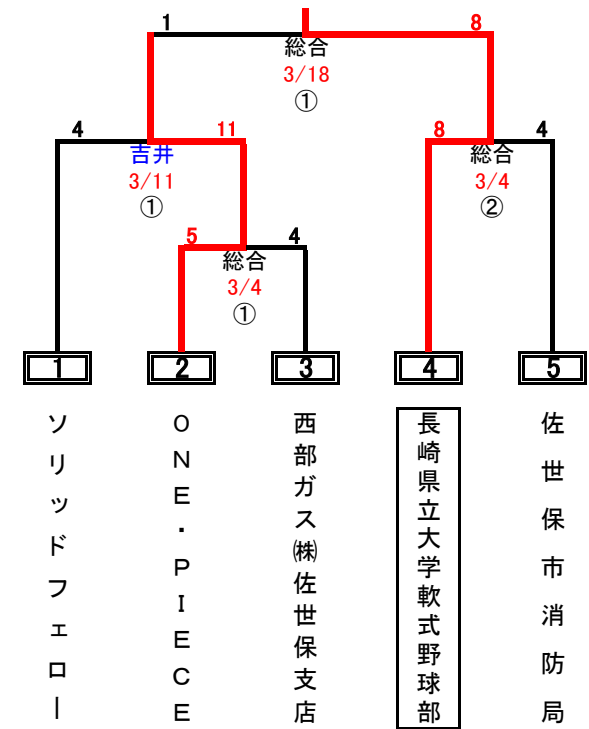 1
8
総合
3/18
①
4
11
8
4
吉井
3/11
①
総合
3/4
②
5
4
総合
3/4
①
1
2
3
4
5
ソリッドフェロー
ONE・PIECE
西部ガス㈱佐世保支店
長崎県立大学軟式野球部
佐世保市消防局